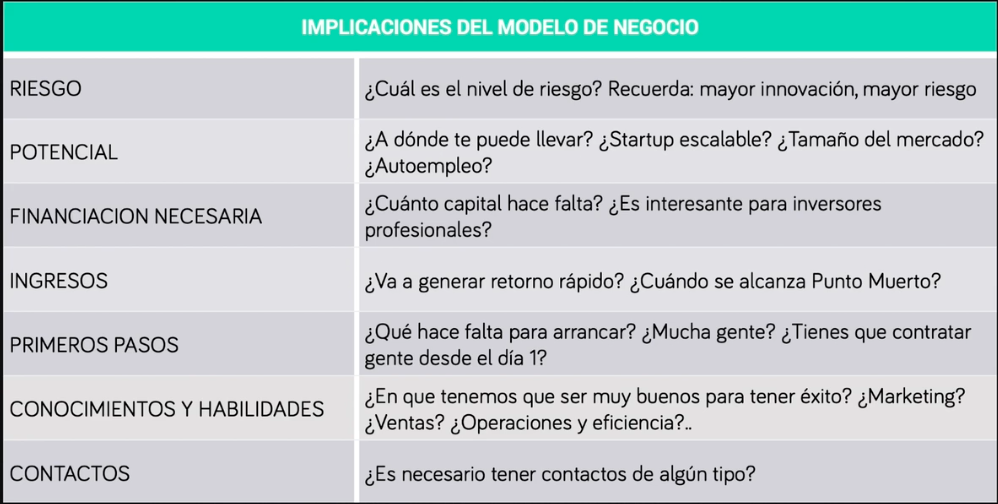 IMPLICACIONES DEL MODELO DE NEGOCIO
RIESGO
¿Cuál es el nivel de riesgo? Recuerda: mayor innovación, mayor riesgo
POTENCIAL
¿A dónde te puede llevar? ¿Startup escalable? ¿Tamaño del mercado?
¿Autoempleo?
FINANCIACION NECESARIA
¿Cuánto capital hace falta? ¿Es interesante para inversores
profesionales?
INGRESOS
¿Va a generar retorno rápido? ¿Cuándo se alcanza Punto Muerto?
PRIMEROS PASOS
¿Qué hace falta para arrancar? ¿Mucha gente? ¿Tienes que contratar
gente desde el día 1?
CONOCIMIENTOS Y HABILIDADES
¿En que tenemos que ser muy buenos para tener éxito? ¿Marketing?
¿Ventas? ¿Operaciones y eficiencia?..
CONTACTOS
¿Es necesario tener contactos de algún tipo?